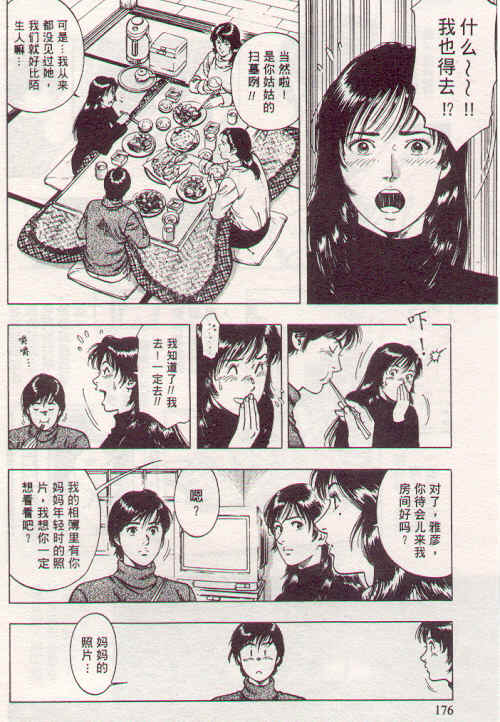 什么～～!!
我也得去!?
当然啦！
是你姑姑的
扫墓咧!!
可是…我从来
都没见过她，
我们就好比陌
生人嘛…
吓！
…
我知道了!!我
去！一定去!!
嗬嗬…
对了，雅彦，
你待会儿来我
房间好吗？
嗯？
我的相簿里有你
妈妈年轻时的照
片，我想你一定
想看看吧？
妈妈的
照片…
176